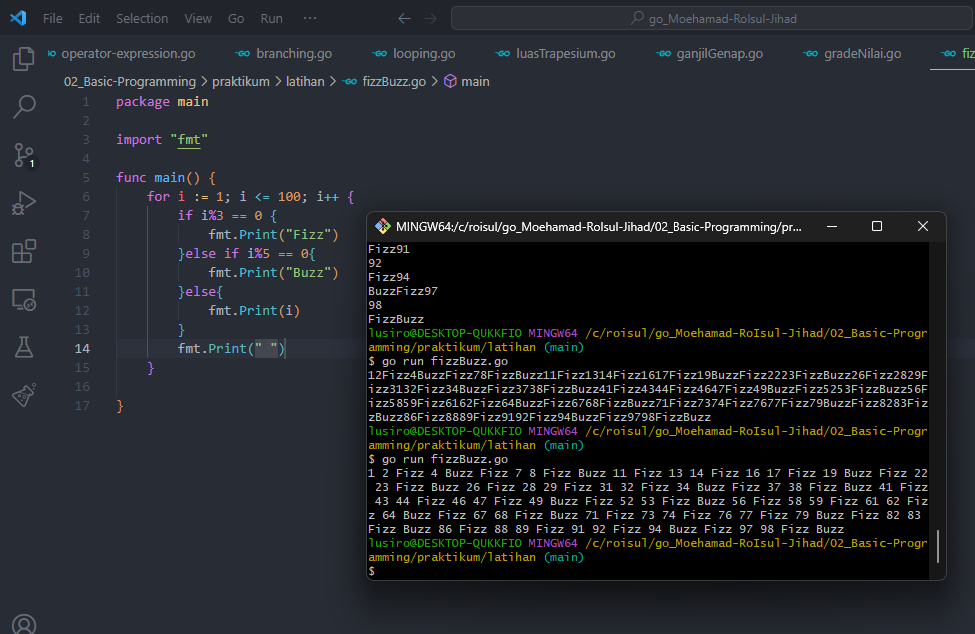 File Edit Selection View Go Run ··· go_Moehamad-RoIsul-Jihad
operator-expression.go branching.go looping.go luasTrapesium.go ganjilGenap.go gradeNilai.go fiz
02_Basic-Programming > praktikum > latihan > fizzBuzz.go > main
1 package main
2
3 import "fmt"
4
5 func main() {
6 for i := 1; i <= 100; i++ {
7 if i%3 == 0 {
8 fmt.Print("Fizz")
9 }else if i%5 == 0{
10 fmt.Print("Buzz")
11 }else{
12 fmt.Print(i)
13 }
14 fmt.Print(" ")
15 }
16
17 }
1
MINGW64:/c/roisul/go_Moehamad-RoIsul-Jihad/02_Basic-Programming/pr...
Fizz91
92
Fizz94
BuzzFizz97
98
FizzBuzz
lusiro@DESKTOP-QUKKFIO MINGW64 /c/roisul/go_Moehamad-RoIsul-Jihad/02_Basic-Progr
amming/praktikum/latihan (main)
$ go run fizzBuzz.go
12Fizz4BuzzFizz78FizzBuzz11Fizz1314Fizz1617Fizz19BuzzFizz2223FizzBuzz26Fizz2829F
izz3132Fizz34BuzzFizz3738FizzBuzz41Fizz4344Fizz4647Fizz49BuzzFizz5253FizzBuzz56F
izz5859Fizz6162Fizz64BuzzFizz6768FizzBuzz71Fizz7374Fizz7677Fizz79BuzzFizz8283Fiz
zBuzz86Fizz8889Fizz9192Fizz94BuzzFizz9798FizzBuzz
lusiro@DESKTOP-QUKKFIO MINGW64 /c/roisul/go_Moehamad-RoIsul-Jihad/02_Basic-Progr
amming/praktikum/latihan (main)
$ go run fizzBuzz.go
1 2 Fizz 4 Buzz Fizz 7 8 Fizz Buzz 11 Fizz 13 14 Fizz 16 17 Fizz 19 Buzz Fizz 22
23 Fizz Buzz 26 Fizz 28 29 Fizz 31 32 Fizz 34 Buzz Fizz 37 38 Fizz Buzz 41 Fizz
43 44 Fizz 46 47 Fizz 49 Buzz Fizz 52 53 Fizz Buzz 56 Fizz 58 59 Fizz 61 62 Fiz
z 64 Buzz Fizz 67 68 Fizz Buzz 71 Fizz 73 74 Fizz 76 77 Fizz 79 Buzz Fizz 82 83
Fizz Buzz 86 Fizz 88 89 Fizz 91 92 Fizz 94 Buzz Fizz 97 98 Fizz Buzz
lusiro@DESKTOP-QUKKFIO MINGW64 /c/roisul/go_Moehamad-RoIsul-Jihad/02_Basic-Progr
amming/praktikum/latihan (main)
$